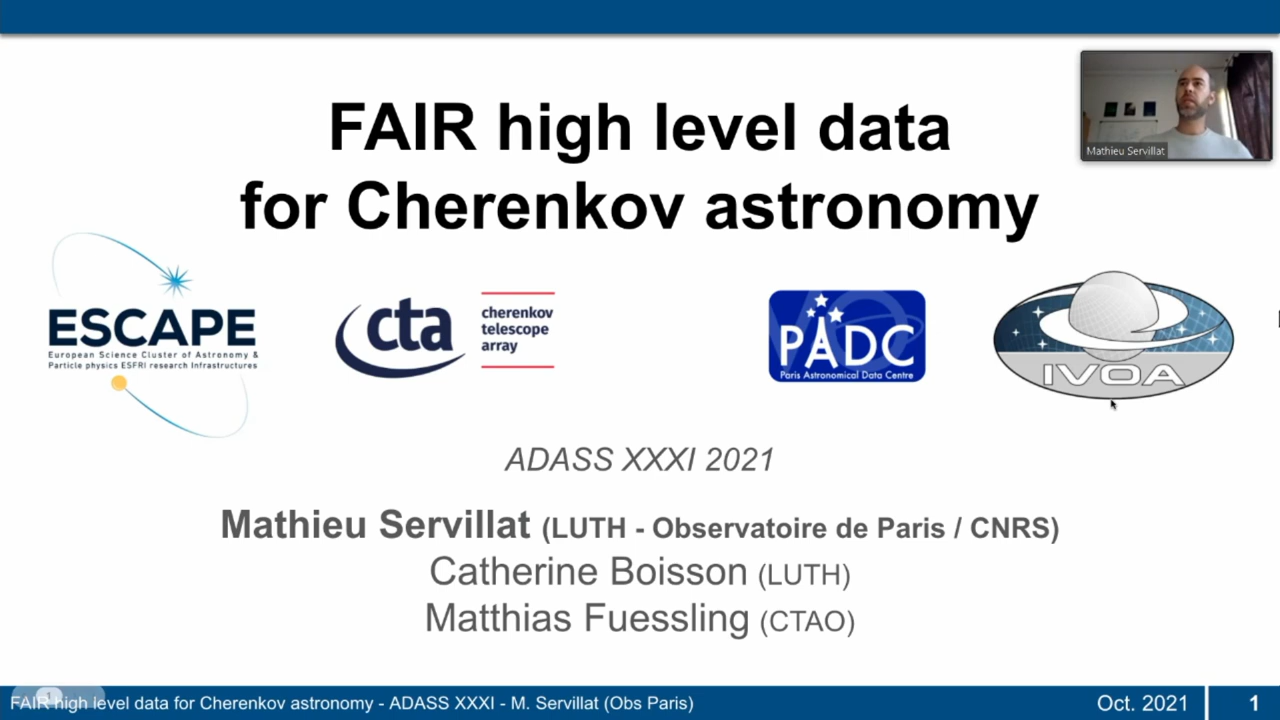 FAIR high level data
for Cherenkov astronomy
Mathieu Servillat
ESCAPE
European Science Cluster of Astronomy &
Particle physics ESFRI research Infrastructures
cta
cherenkov
telescope
array
PADC
Paris Astronomical Data Centre
IVOA
ADASS XXXI 2021
Mathieu Servillat (LUTH - Observatoire de Paris / CNRS)
Catherine Boisson (LUTH)
Matthias Fuessling (CTAO)
FAIR high level data for Cherenkov astronomy - ADASS XXXI - M. Servillat (Obs Paris)
Oct. 2021
1